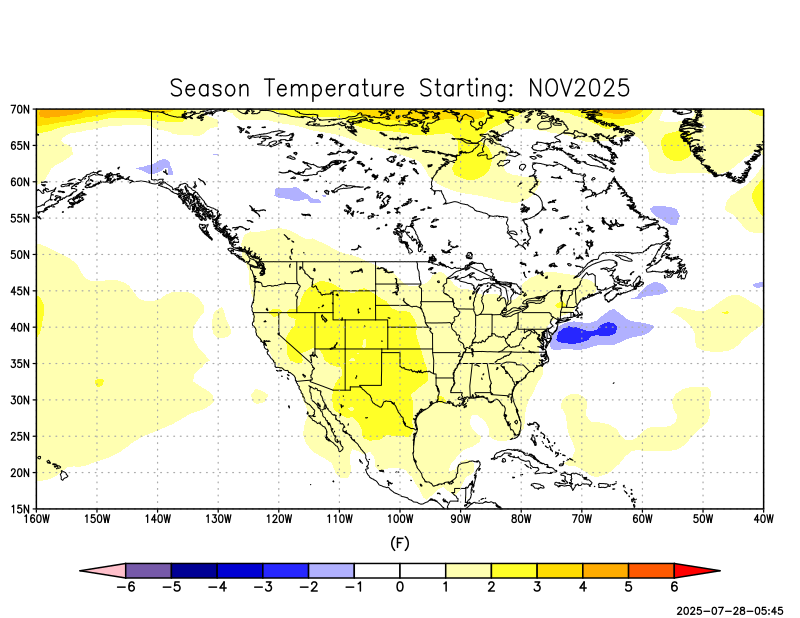 Season Temperature Starting: NOV2025
70N
65N
60N
55N
50N
45N
40N
35N
30N
25N
20N
15N
160W 150W 140W 130W 120W 110W 100W 90W 80W 70W 60W 50W 40W
(F)
−6 −5 −4 −3 −2 −1 0 1 2 3 4 5 6
2025-07-28-05:45